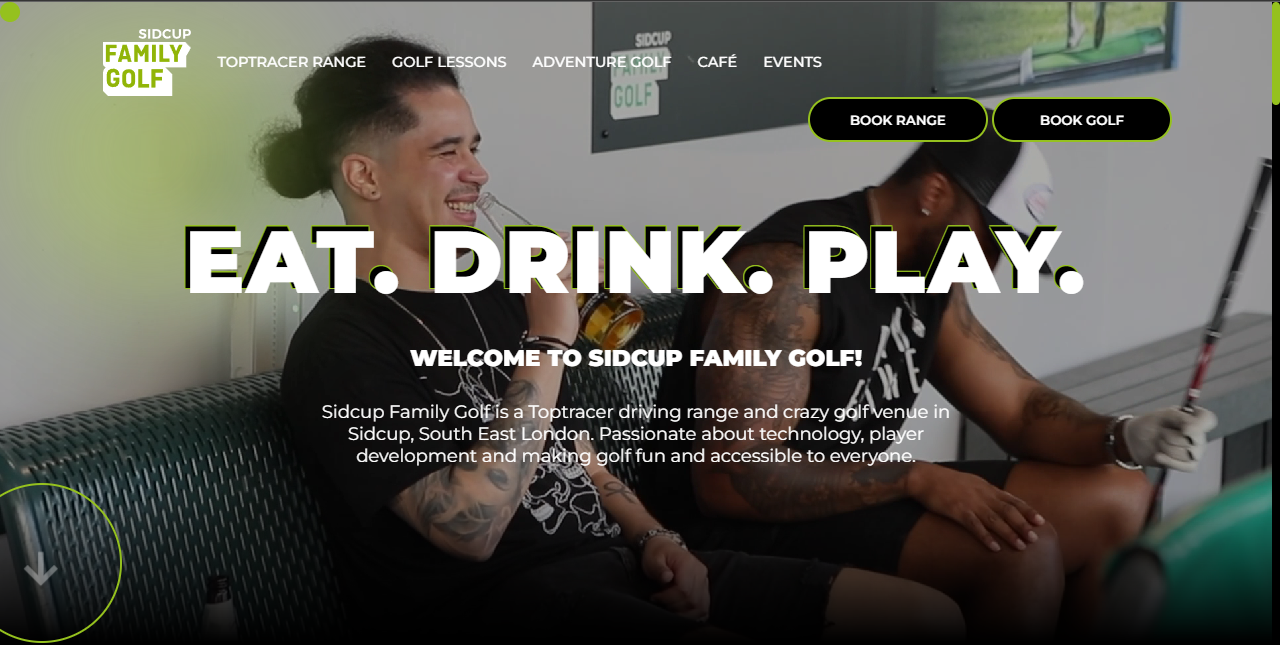 SIDCUP
FAMILY
GOLF
TOPTRACER RANGE
GOLF LESSONS
ADVENTURE GOLF
CAFÉ
EVENTS
SIDCUP
FAMILY
GOLF
BOOK RANGE
BOOK GOLF
EAT. DRINK. PLAY.
WELCOME TO SIDCUP FAMILY GOLF!
Sidcup Family Golf is a Toptracer driving range and crazy golf venue in
Sidcup, South East London. Passionate about technology, player
development and making golf fun and accessible to everyone.